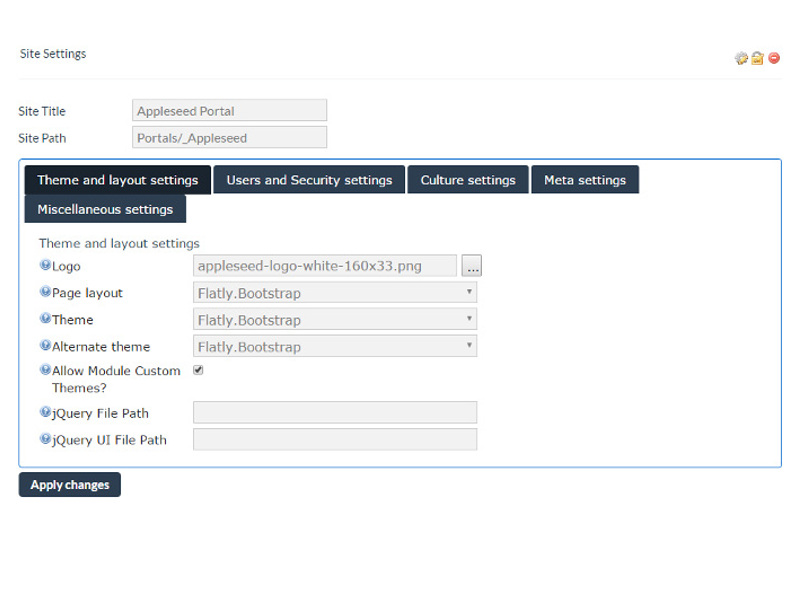 Site Settings
Site Title Appleseed Portal
Site Path Portals/_Appleseed
Theme and layout settings Users and Security settings Culture settings Meta settings
Miscellaneous settings
Theme and layout settings
Logo appleseed-logo-white-160x33.png ...
Page layout Flatly.Bootstrap
Theme Flatly.Bootstrap
Alternate theme Flatly.Bootstrap
Allow Module Custom
Themes?
jQuery File Path
jQuery UI File Path
Apply changes